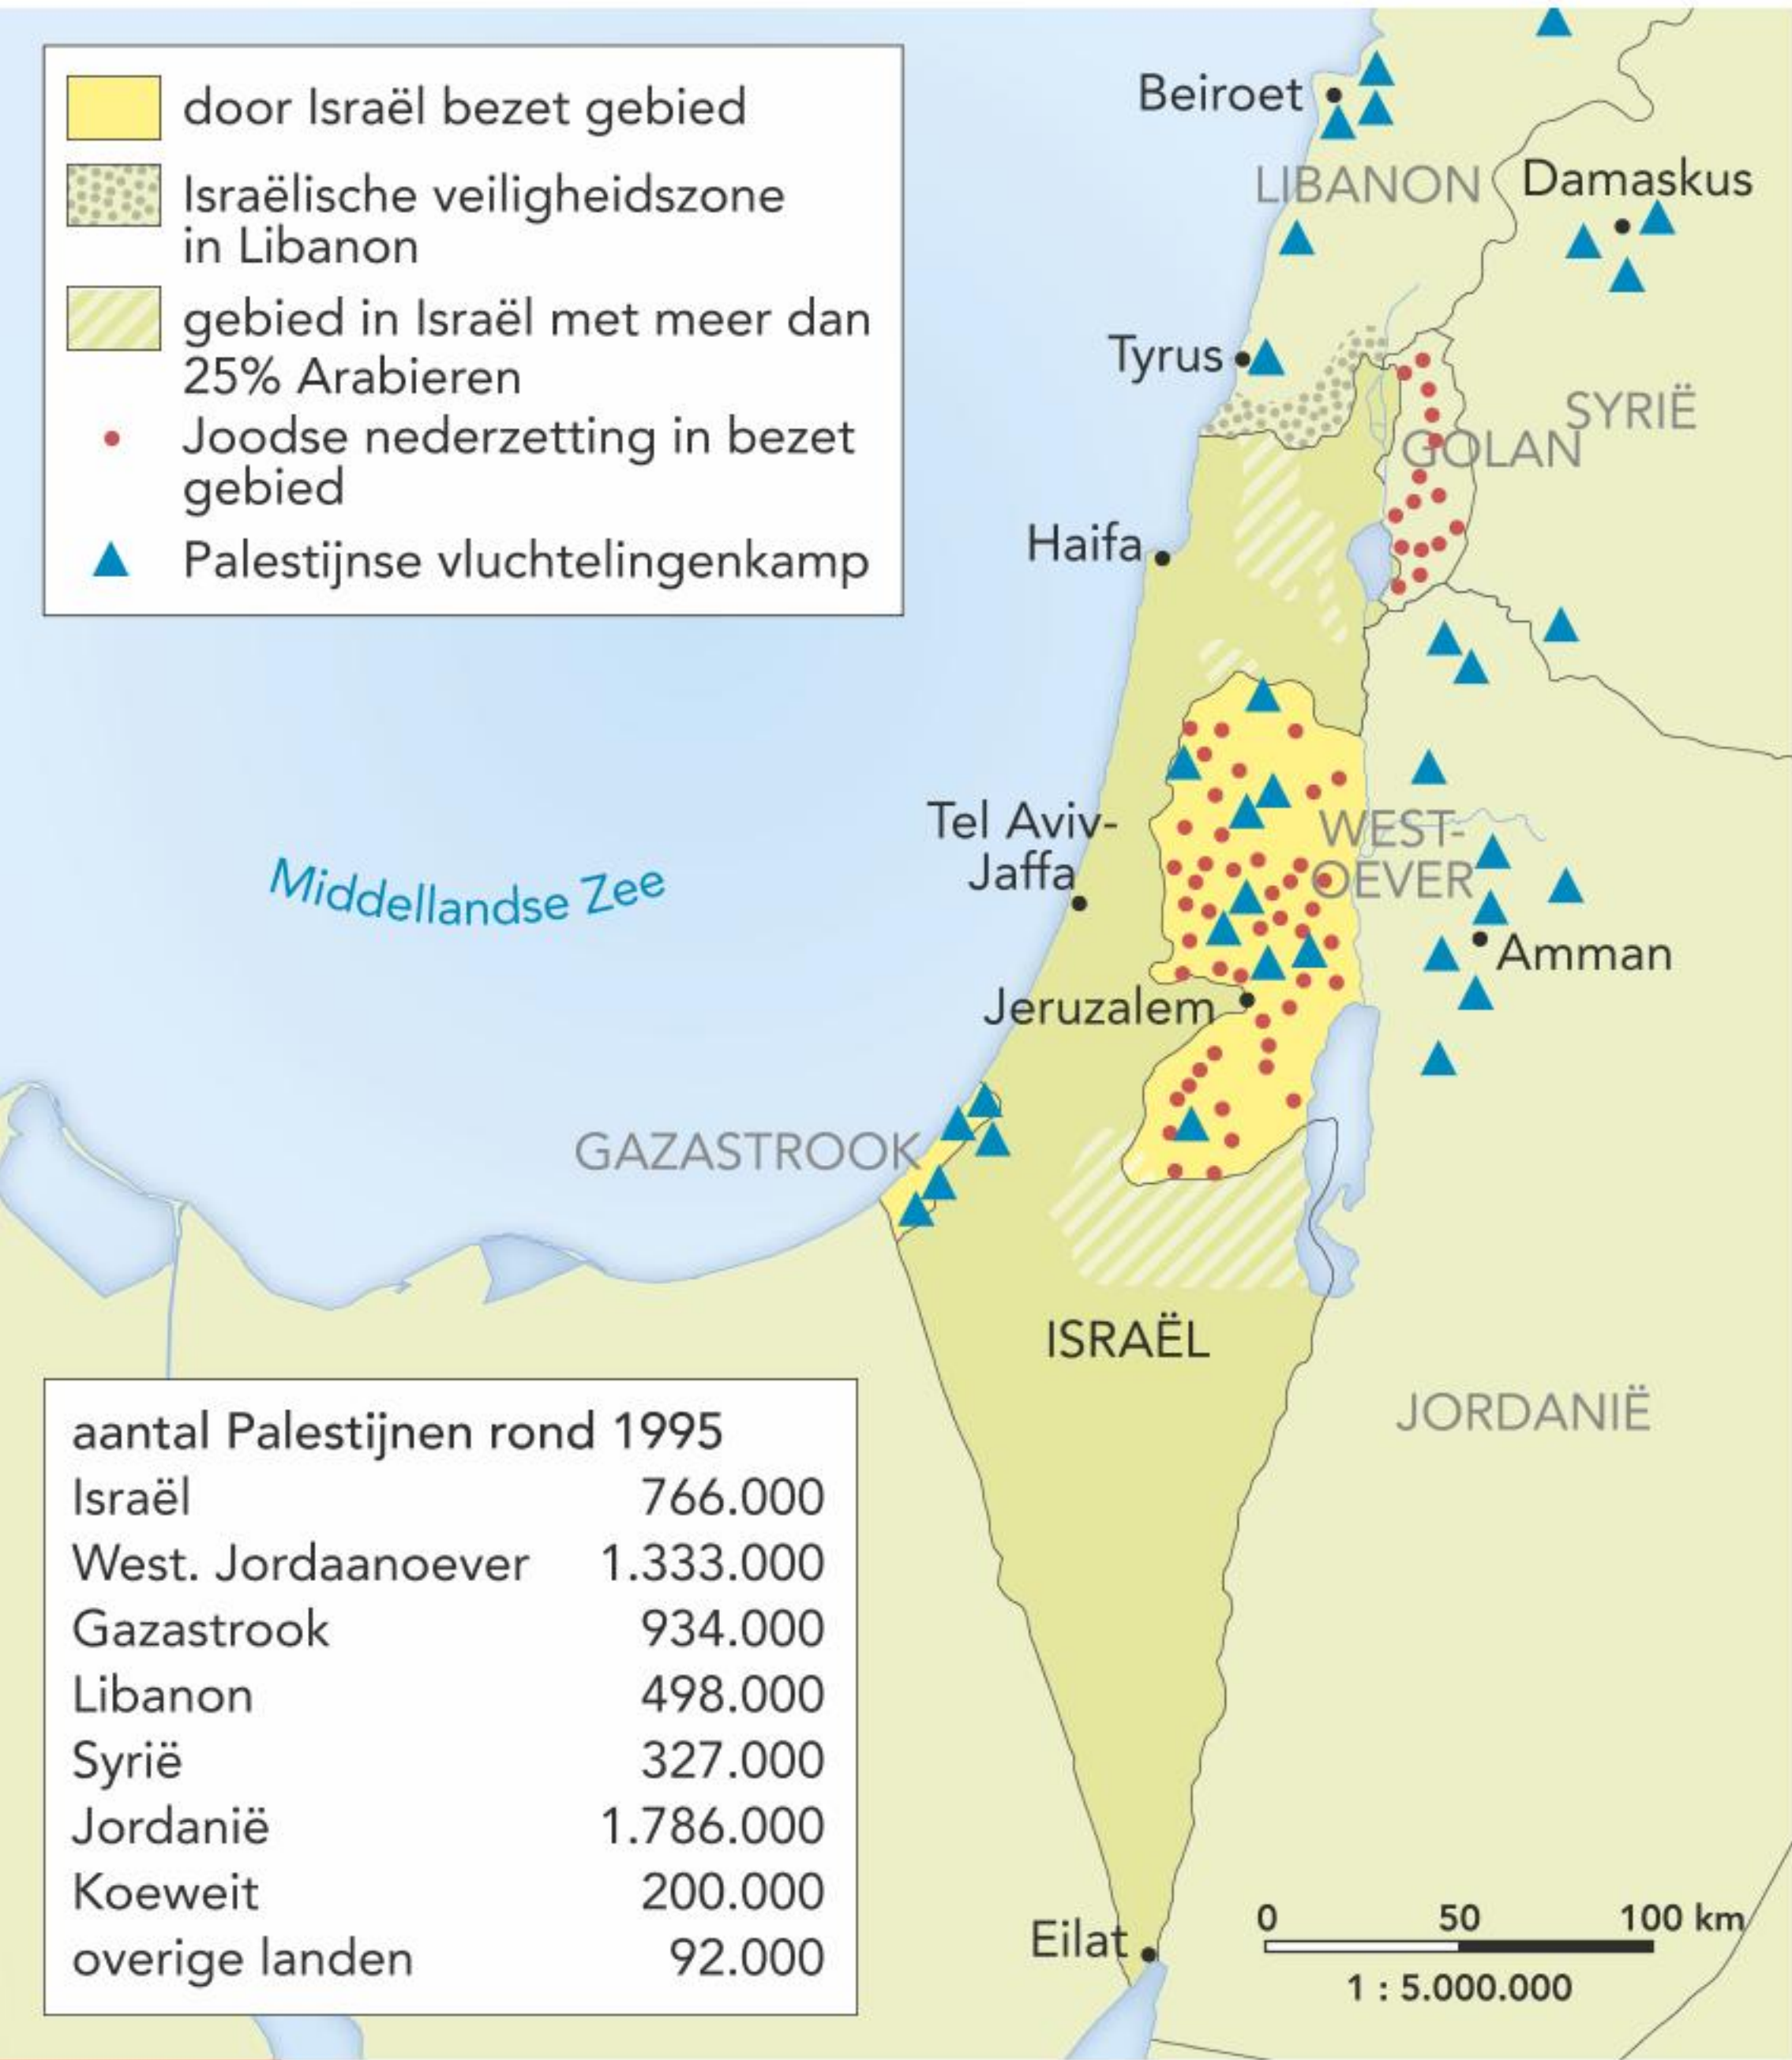 door Israël bezet gebied
Israëlische veiligheidszone
in Libanon
gebied in Israël met meer dan
25% Arabieren
Joodse nederzetting in bezet
gebied
Palestijnse vluchtelingenkamp
Beiroet
LIBANON
Damaskus
Tyrus
SYRIË
GOLAN
Haifa
Tel Aviv-
Jaffa
WEST-
OEVER
Middellandse Zee
Amman
Jeruzalem
GAZASTROOK
ISRAËL
JORDANIË
aantal Palestijnen rond 1995
Israël 766.000
West. Jordaanoever 1.333.000
Gazastrook 934.000
Libanon 498.000
Syrië 327.000
Jordanië 1.786.000
Koeweit 200.000
overige landen 92.000
Eilat
0 50 100 km
1 : 5.000.000